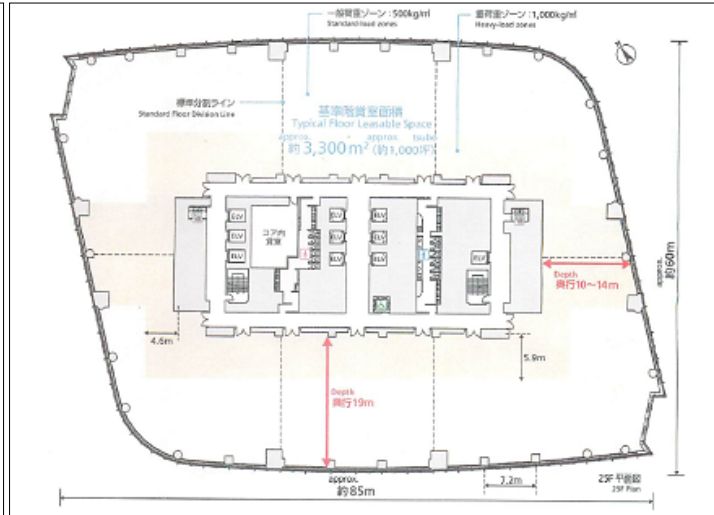 一般荷重ゾーン：500kg/㎡
Standard-load zones
重荷重ゾーン：1,000kg/㎡
Heavy-load zones
標準分割ライン
Standard Floor Division Line
基準階貸室面積
Typical Floor Leasable Space
approx. approx. tsubo
約3,300m²(約1,000坪)
ELV
ELV
ELV
コア内
貸室
ELV
ELV
ELV
ELV
ELV
ELV
ELV
Depth
奥行10～14m
approx.
約60m
4.6m
5.9m
Depth
奥行19m
7.2m
approx.
約85m
25F 平面図
25F Plan